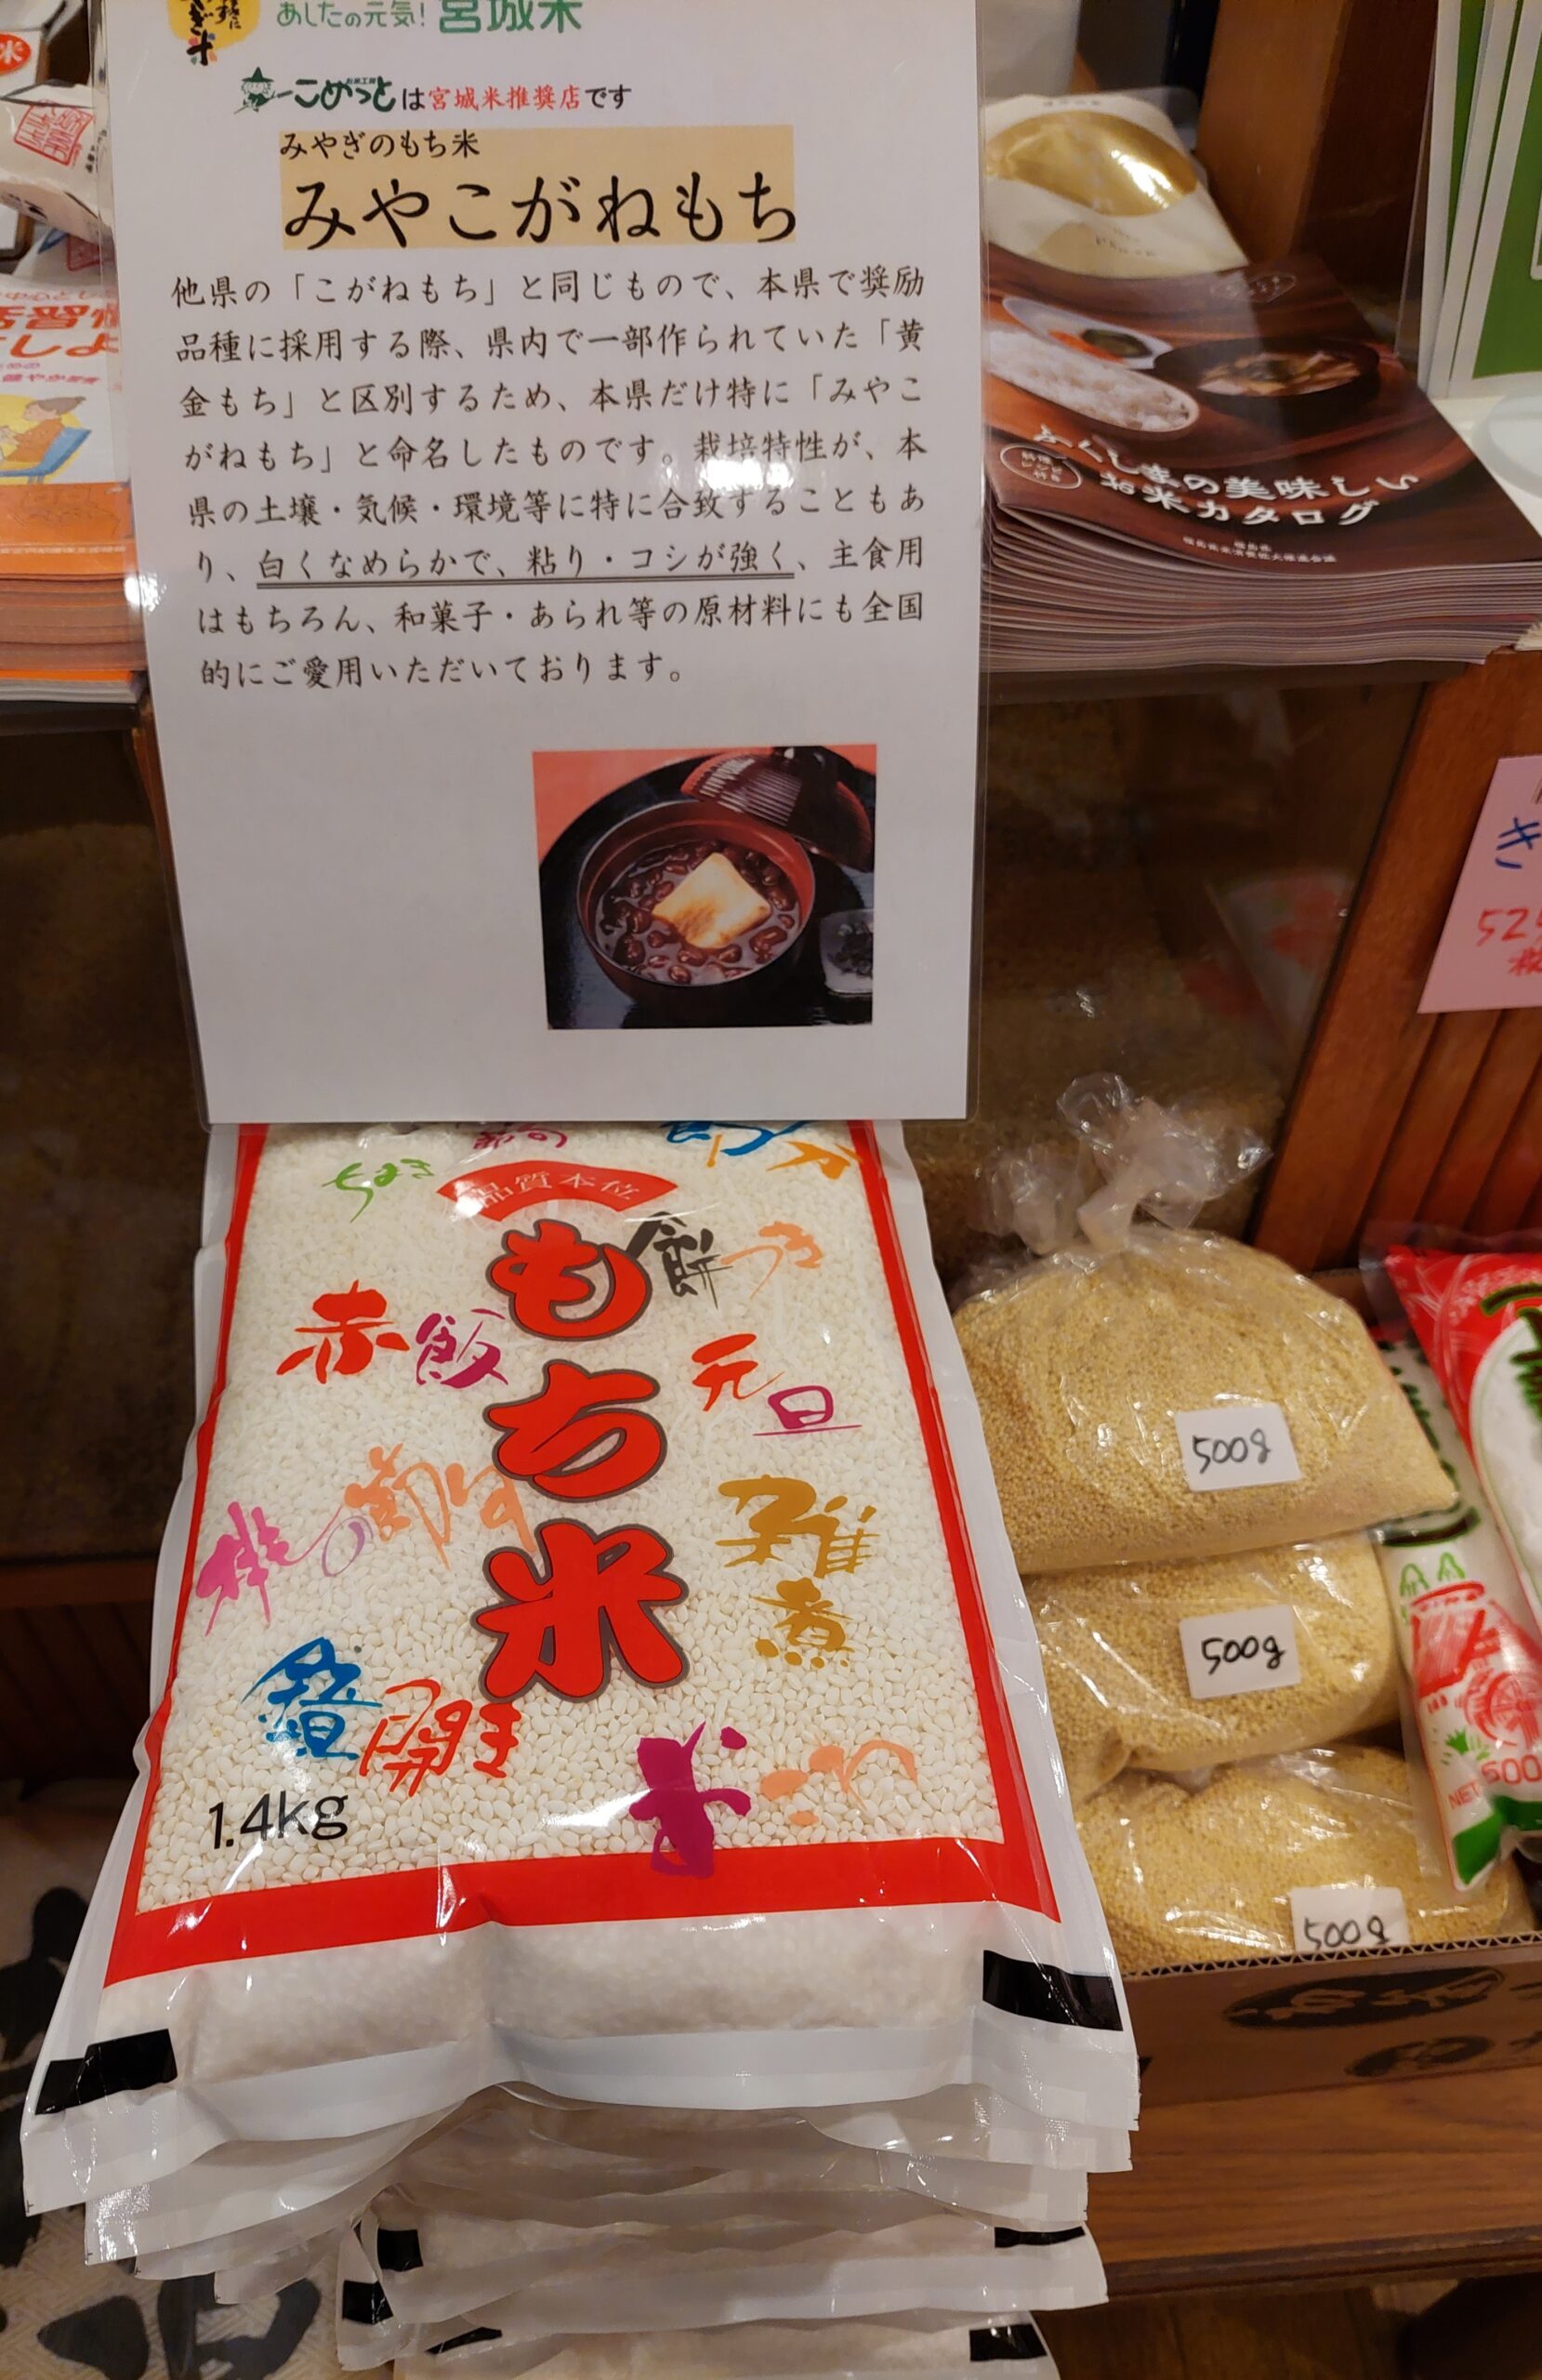 あしたの元気！宮城米
お米工房
こめっとは宮城米推奨店です
みやぎのもち米
みやこがねもち
他県の「こがねもち」と同じもので、本県で奨励
品種に採用する際、県内で一部作られていた「黄
金もち」と区別するため、本県だけ特に「みやこ
がねもち」と命名したものです。栽培特性が、本
県の土壌・気候・環境等に特に合致することもあ
り、白くなめらかで、粘り・コシが強く、主食用
はもちろん、和菓子・あられ等の原材料にも全国
的にご愛用いただいております。
ふくしまの美味しい
お米カタログ
ちまき
節分
品質本位
もち米
餅つき
赤飯
元旦
雑煮
鏡開き
1.4kg
500g
500g
500g
き
525